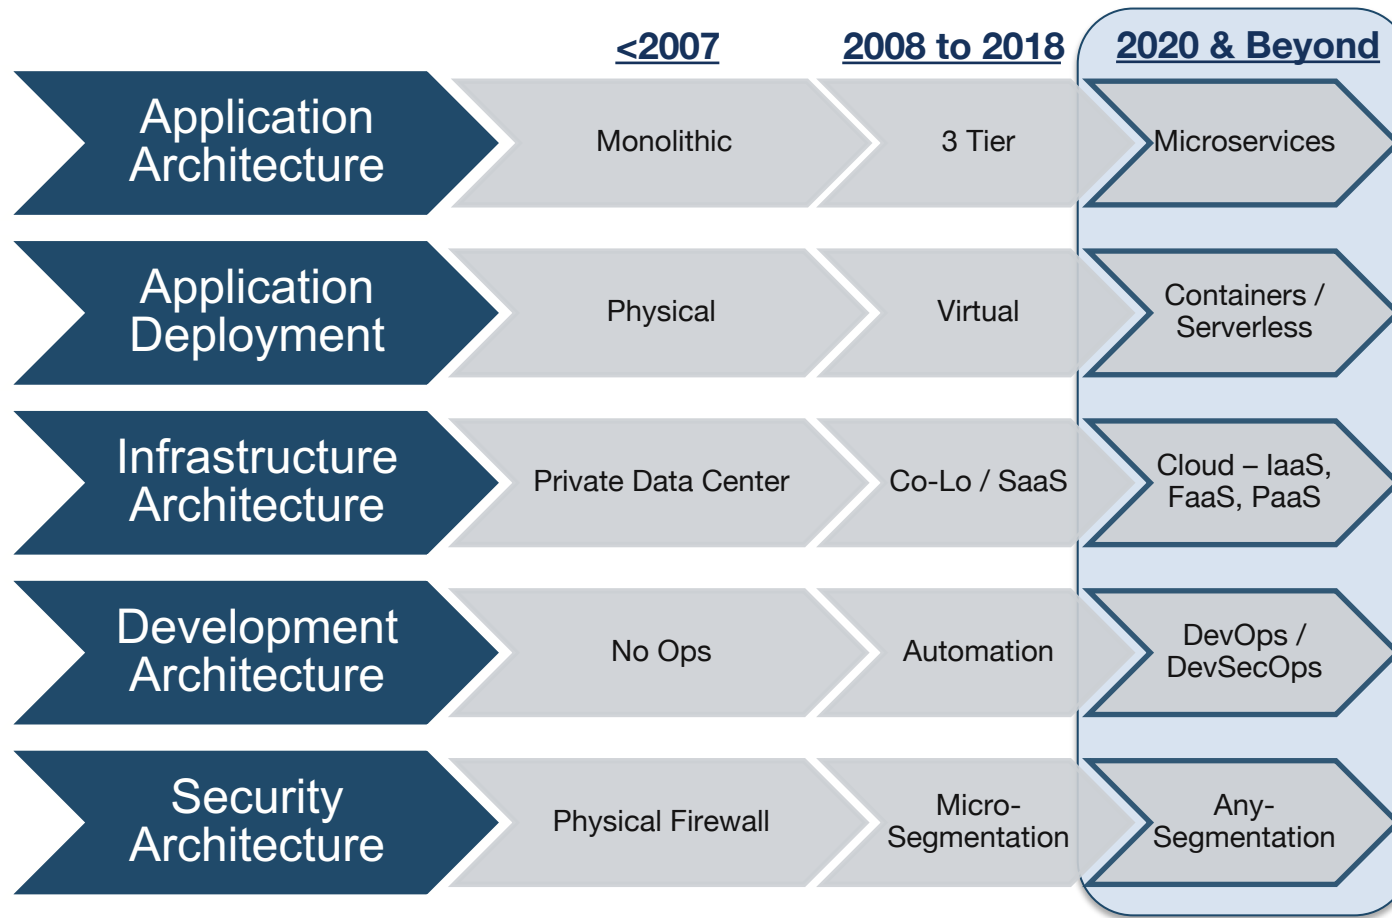 <2007
2008 to 2018
2020 & Beyond
Application
Architecture
Monolithic
3 Tier
Microservices
Application
Deployment
Physical
Virtual
Containers /
Serverless
Infrastructure
Architecture
Private Data Center
Co-Lo / SaaS
Cloud – IaaS,
FaaS, PaaS
Development
Architecture
No Ops
Automation
DevOps /
DevSecOps
Security
Architecture
Physical Firewall
Micro-
Segmentation
Any-
Segmentation